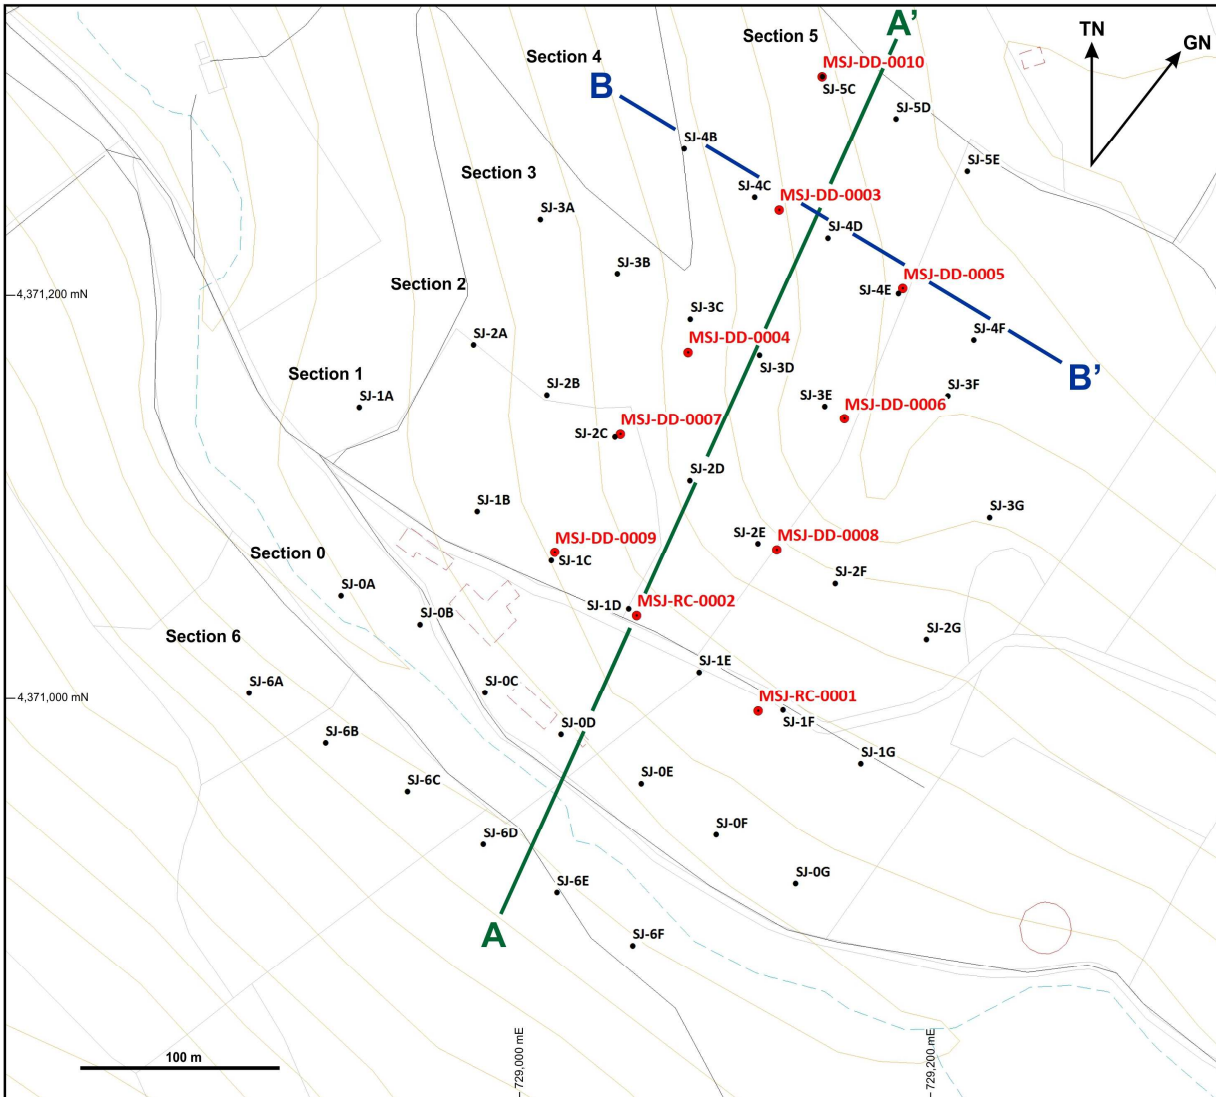 A'
TN
GN
Section 5
Section 4
MSJ-DD-0010
SJ-5C
B
SJ-5D
SJ-4B
SJ-5E
Section 3
SJ-4C
MSJ-DD-0003
SJ-3A
SJ-4D
SJ-3B
MSJ-DD-0005
Section 2
SJ-4E
4,371,200 mN
SJ-3C
SJ-4F
SJ-2A
MSJ-DD-0004
SJ-3D
B'
Section 1
SJ-2B
SJ-3F
SJ-1A
SJ-3E
MSJ-DD-0006
MSJ-DD-0007
SJ-2C
SJ-2D
SJ-1B
SJ-3G
MSJ-DD-0009
SJ-2E
MSJ-DD-0008
Section 0
SJ-1C
SJ-2F
SJ-0A
MSJ-RC-0002
SJ-1D
SJ-0B
SJ-2G
Section 6
SJ-1E
SJ-6A
SJ-0C
4,371,000 mN
MSJ-RC-0001
SJ-0D
SJ-1F
SJ-6B
SJ-1G
SJ-0E
SJ-6C
SJ-0F
SJ-6D
SJ-0G
SJ-6E
A
SJ-6F
100 m
729,000 mE
729,200 mE